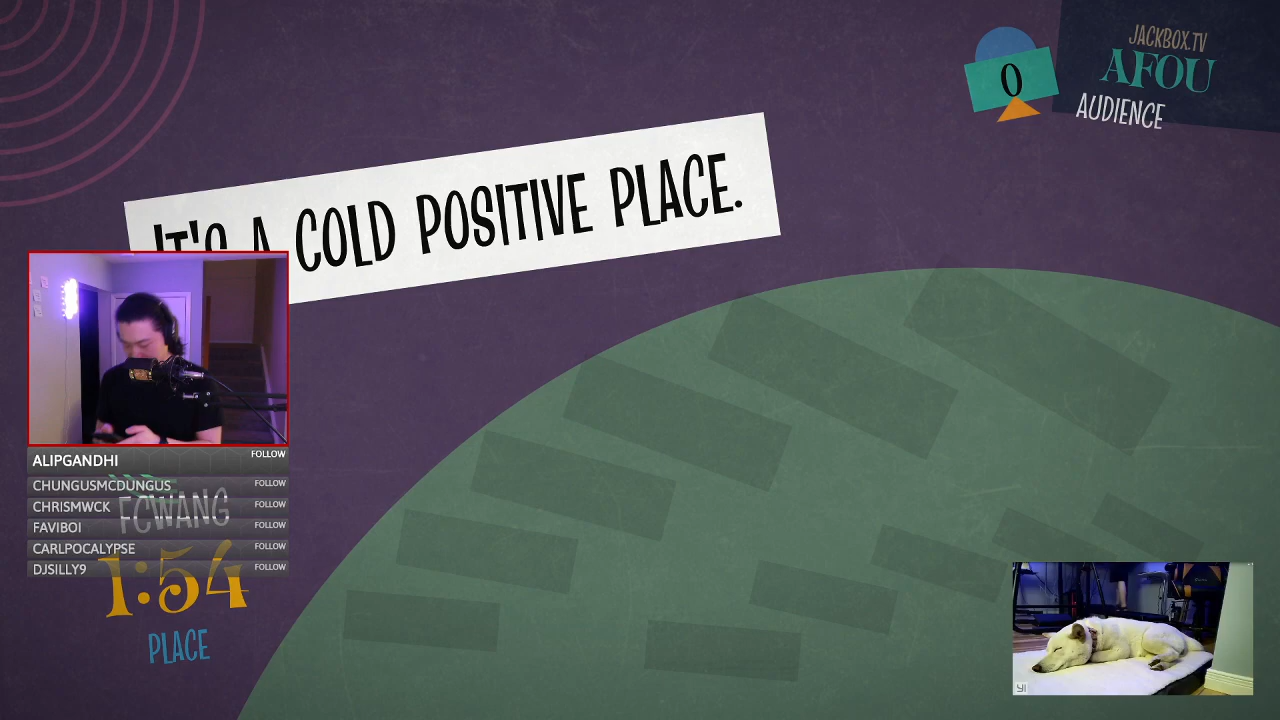 JACKBOX.TV
AFOU
0
AUDIENCE
IT'S A COLD POSITIVE PLACE.
ALIPGANDHI FOLLOW
CHUNGUSMCDUNGUS FOLLOW
CHRISMWCK FOLLOW
FAVIBOI FOLLOW
CARLPOCALYPSE FOLLOW
DJSILLY9 FOLLOW
FCWANG
1:54
PLACE
YI